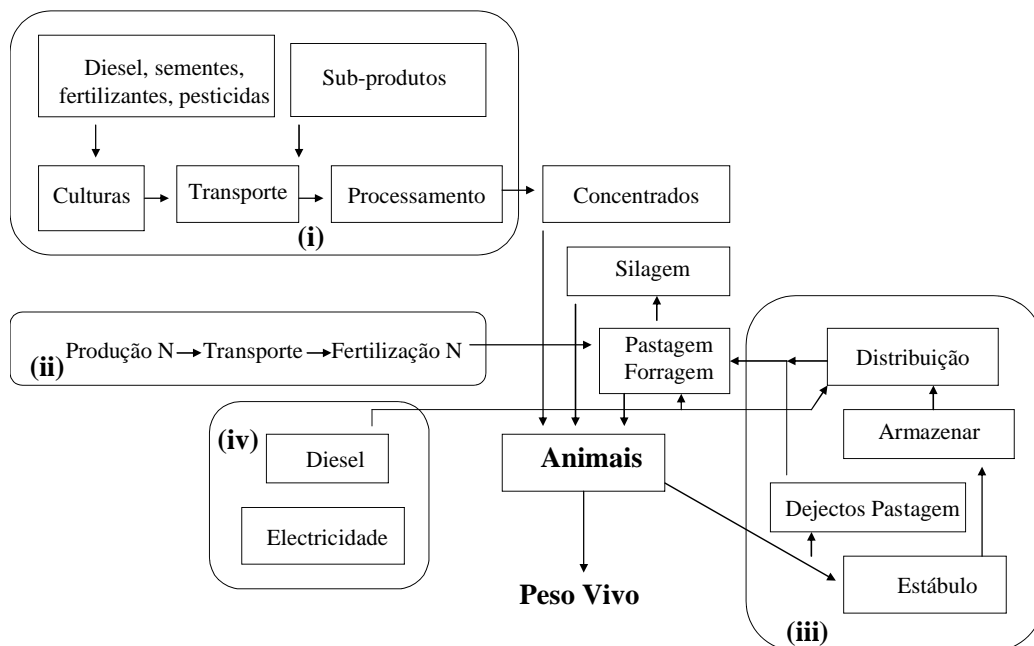 Diesel, sementes,
fertilizantes, pesticidas
Sub-produtos
Culturas
Transporte
Processamento
Concentrados
(i)
Silagem
(ii)
Produção N
Transporte
Fertilização N
Pastagem
Forragem
Distribuição
Armazenar
(iv)
Diesel
Electricidade
Animais
Dejectos Pastagem
Estábulo
Peso Vivo
(iii)